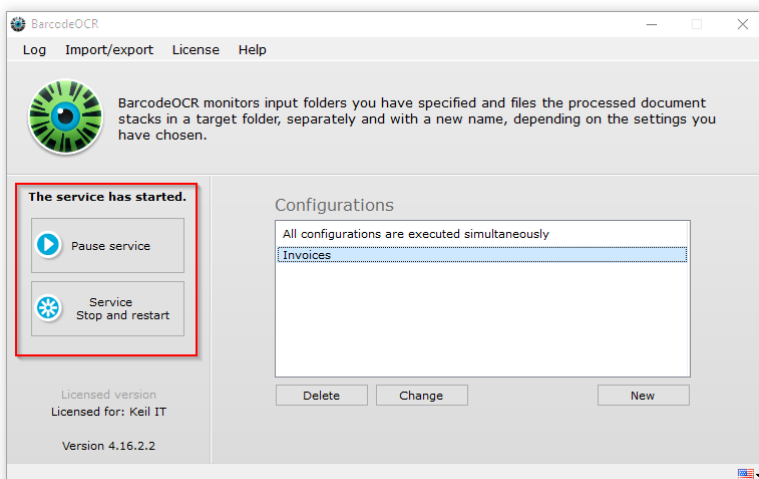 BarcodeOCR
Log Import/export License Help
BarcodeOCR monitors input folders you have specified and files the processed document
stacks in a target folder, separately and with a new name, depending on the settings you
have chosen.
The service has started.
Pause service
Service
Stop and restart
Licensed version
Licensed for: Keil IT
Version 4.16.2.2
Configurations
All configurations are executed simultaneously
Invoices
Delete Change New